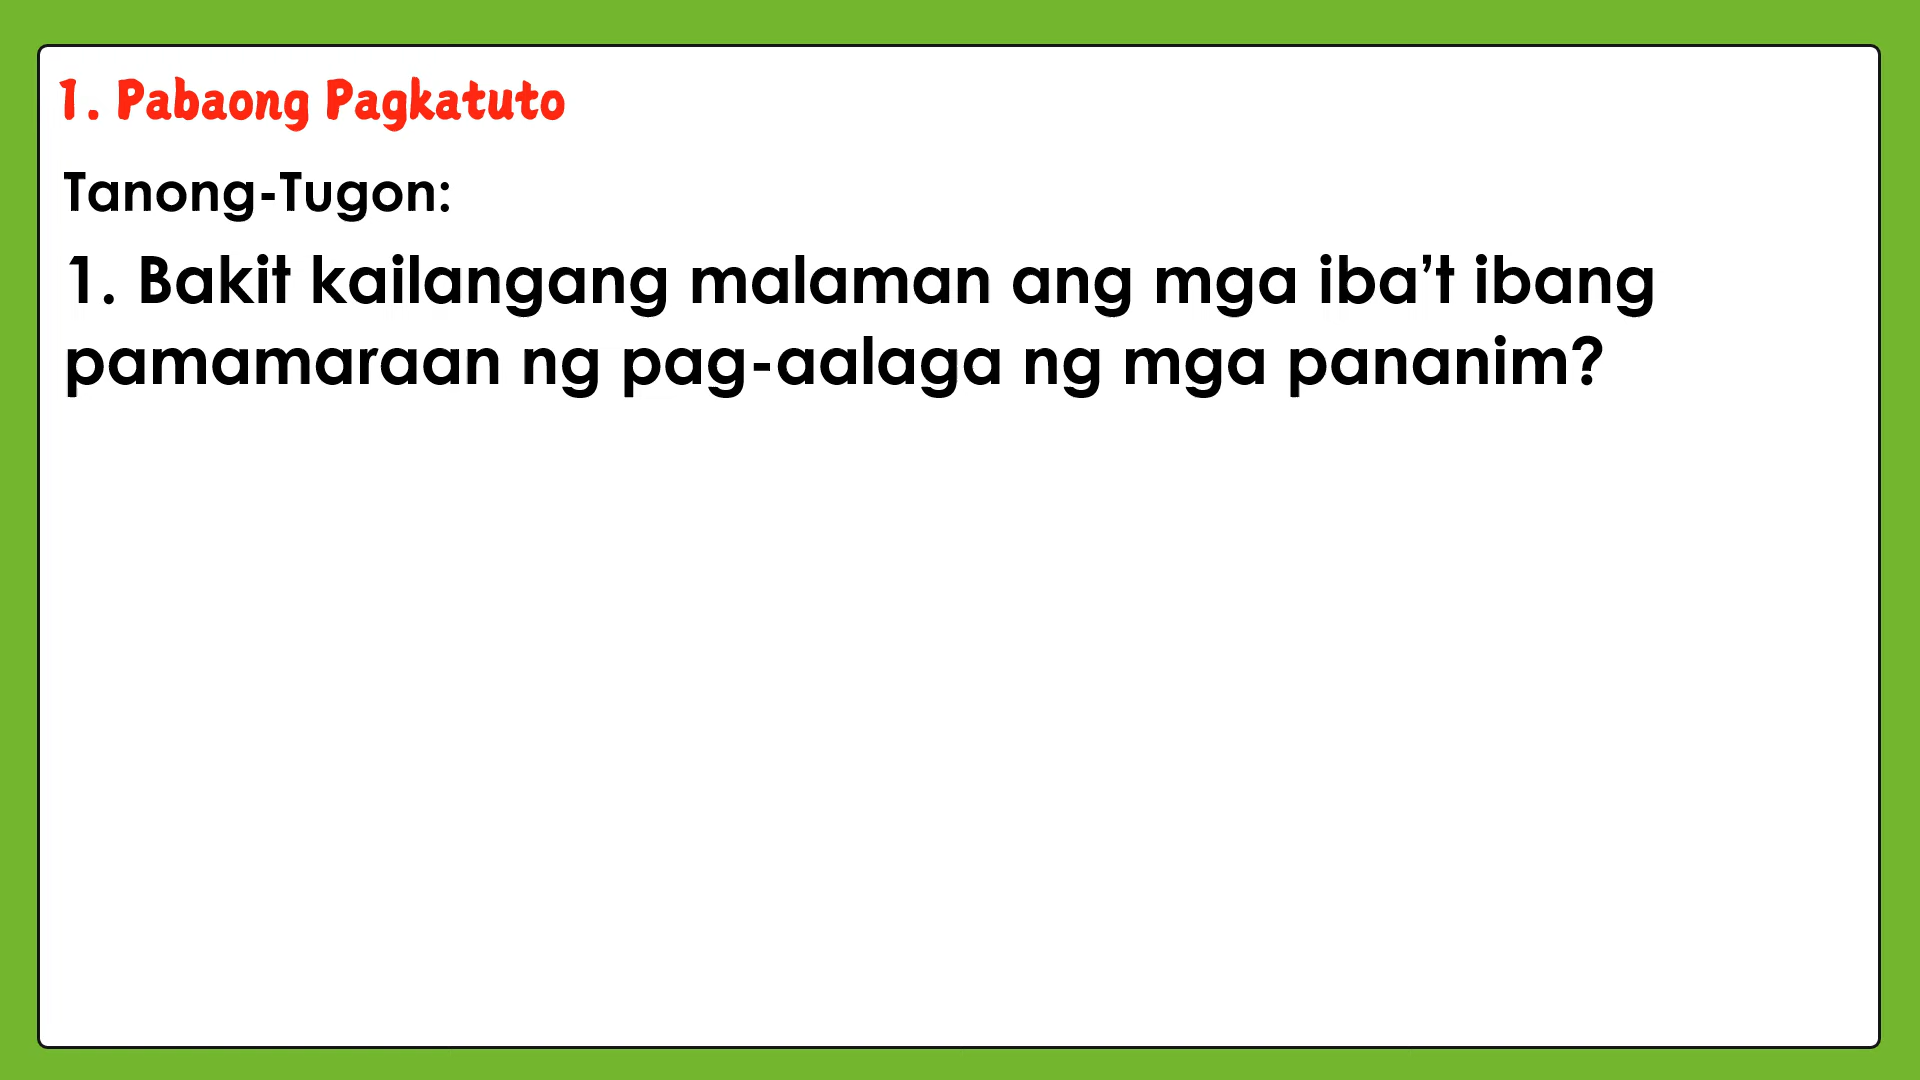 1. Pabaong Pagkatuto
Tanong-Tugon:
1. Bakit kailangang malaman ang mga iba’t ibang
pamamaraan ng pag-aalaga ng mga pananim?